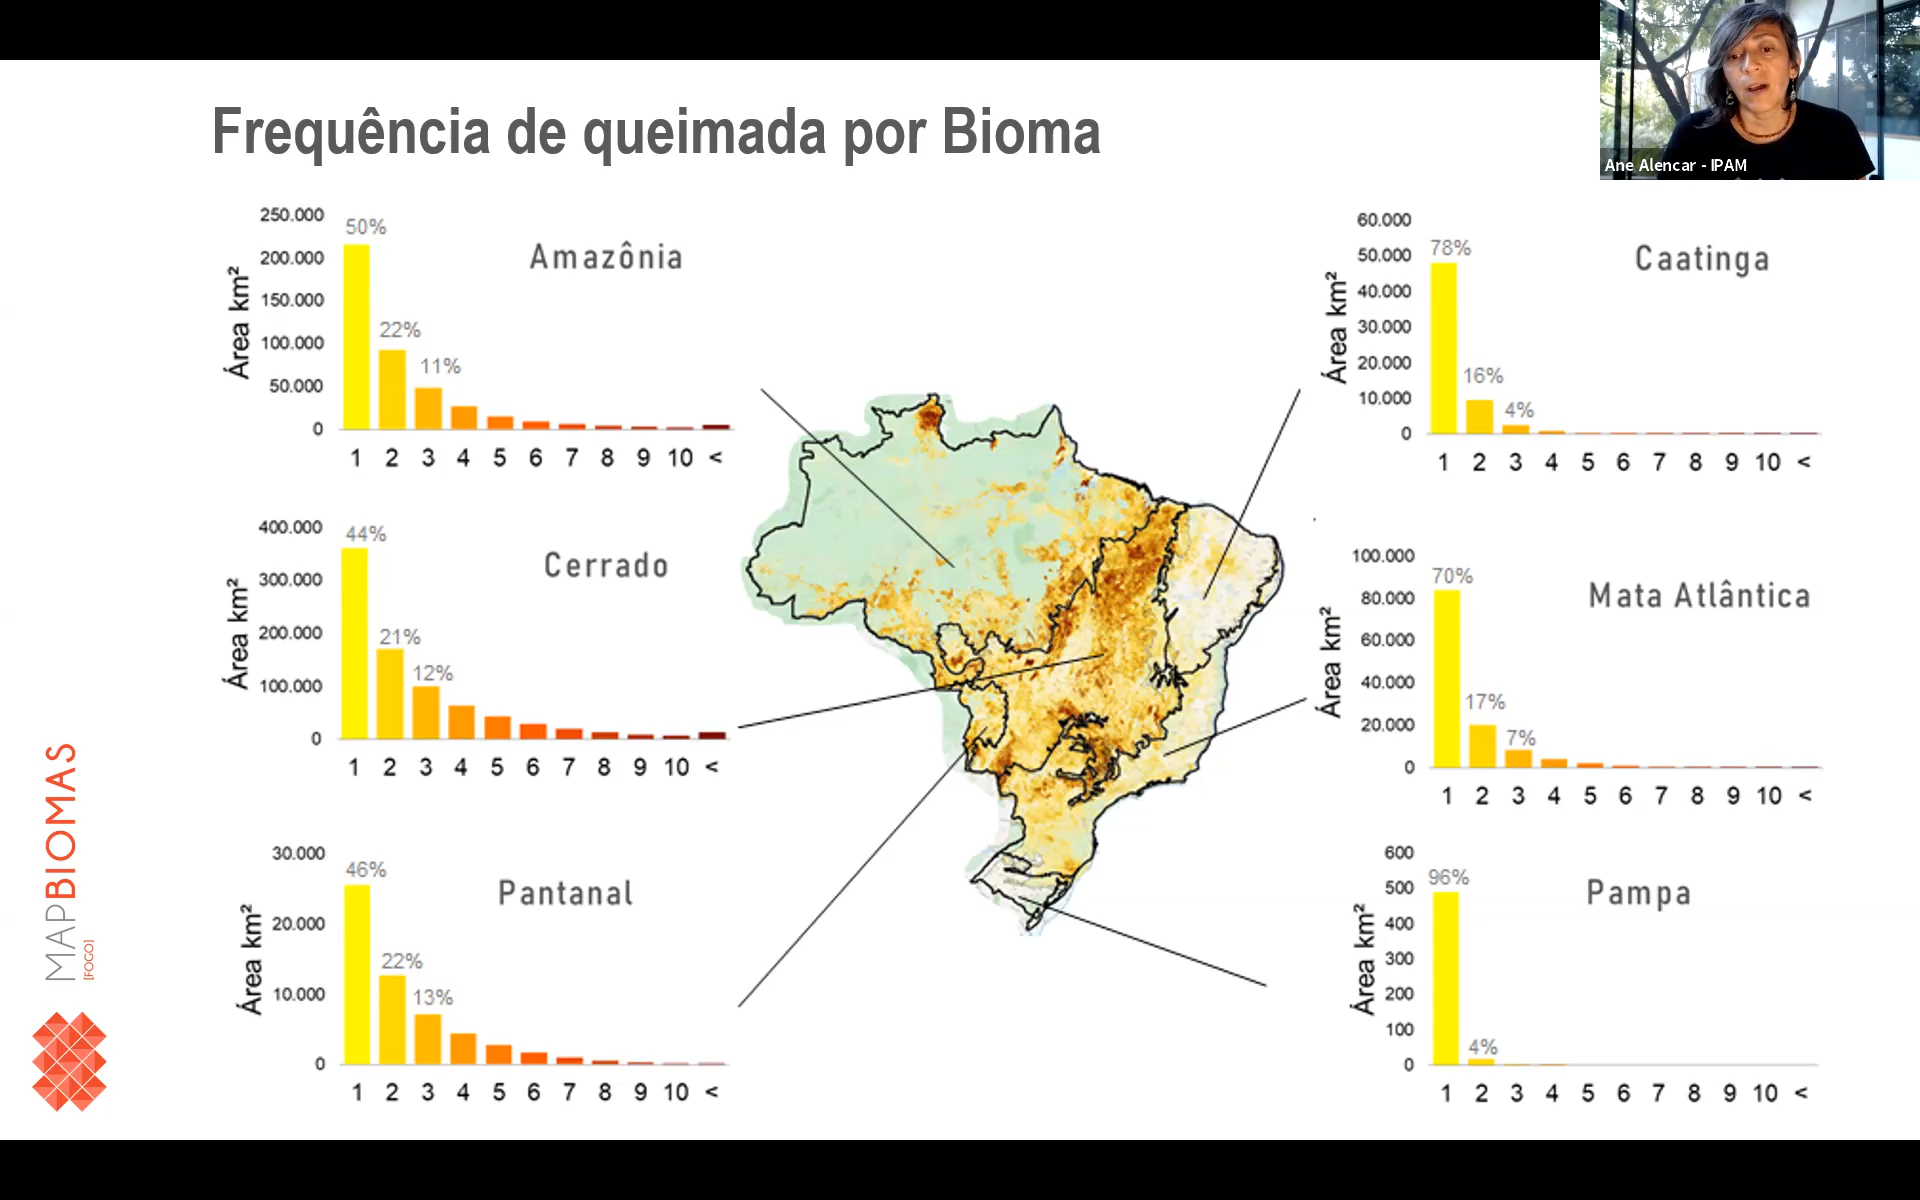 Frequência de queimada por Bioma
Ane Alencar - IPAM
Amazônia
Área km²
250.000
200.000
150.000
100.000
50.000
0
50%
22%
11%
1 2 3 4 5 6 7 8 9 10 <
Cerrado
Área km²
400.000
300.000
200.000
100.000
0
44%
21%
12%
1 2 3 4 5 6 7 8 9 10 <
Pantanal
Área km²
30.000
20.000
10.000
0
46%
22%
13%
1 2 3 4 5 6 7 8 9 10 <
Caatinga
Área km²
60.000
50.000
40.000
30.000
20.000
10.000
0
78%
16%
4%
1 2 3 4 5 6 7 8 9 10 <
Mata Atlântica
Área km²
100.000
80.000
60.000
40.000
20.000
0
70%
17%
7%
1 2 3 4 5 6 7 8 9 10 <
Pampa
Área km²
600
500
400
300
200
100
0
96%
4%
1 2 3 4 5 6 7 8 9 10 <
MAPBIOMAS
[FOGO]